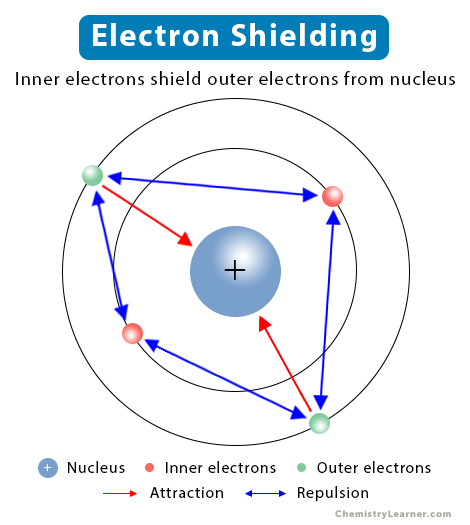 Electron Shielding
Inner electrons shield outer electrons from nucleus
+
+ Nucleus Inner electrons Outer electrons
Attraction Repulsion
ChemistryLearner.com